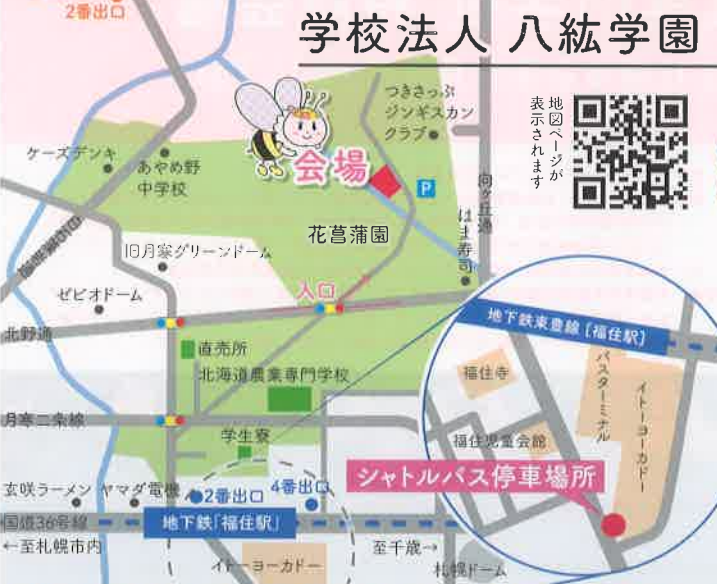 2番出口
学校法人 八紘学園
地図ページが
表示されます
つきさっぷ
ジンギスカン
クラブ
ケーズデンキ
あやめ野
中学校
会場
P
向ヶ丘通
はま寿司
花菖蒲園
旧月寒グリーンドーム
ゼビオドーム
入口
北野通
地下鉄東豊線(福住駅)
直売所
北海道農業専門学校
福住寺
バスターミナル
イトーヨーカドー
月寒二条線
学生寮
福住児童会館
シャトルバス停車場所
玄咲ラーメン
ヤマダ電機
2番出口
4番出口
国道36号線
地下鉄「福住駅」
←至札幌市内
至千歳→
イトーヨーカドー
札幌ドーム